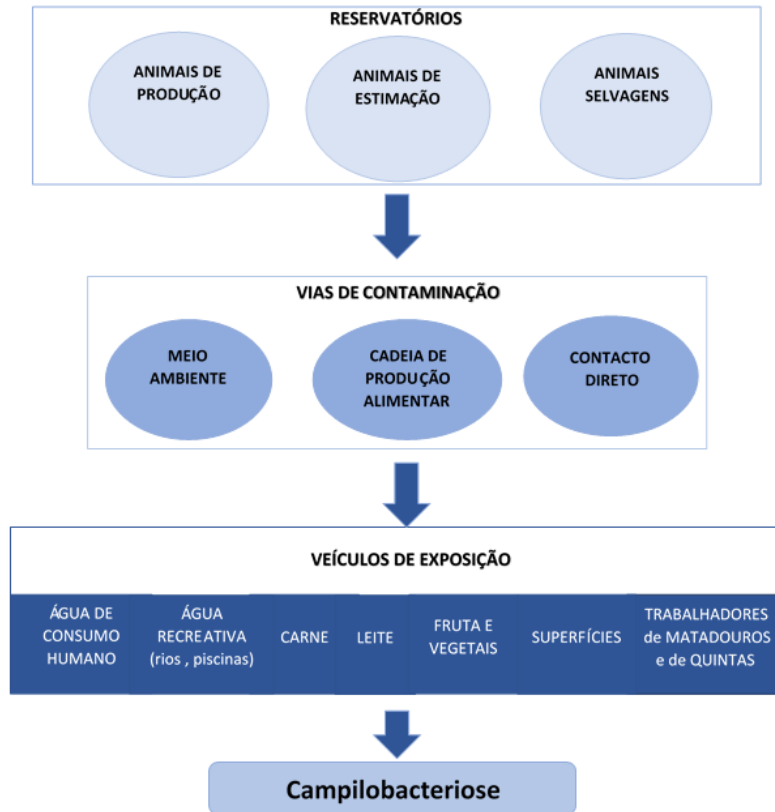 RESERVATÓRIOS
ANIMAIS DE
PRODUÇÃO
ANIMAIS DE
ESTIMAÇÃO
ANIMAIS
SELVAGENS
VIAS DE CONTAMINAÇÃO
MEIO
AMBIENTE
CADEIA DE
PRODUÇÃO
ALIMENTAR
CONTACTO
DIRETO
VEÍCULOS DE EXPOSIÇÃO
ÁGUA DE
CONSUMO
HUMANO
ÁGUA
RECREATIVA
(rios , piscinas)
CARNE
LEITE
FRUTA E
VEGETAIS
SUPERFÍCIES
TRABALHADORES
de MATADOUROS
e de QUINTAS
Campilobacteriose